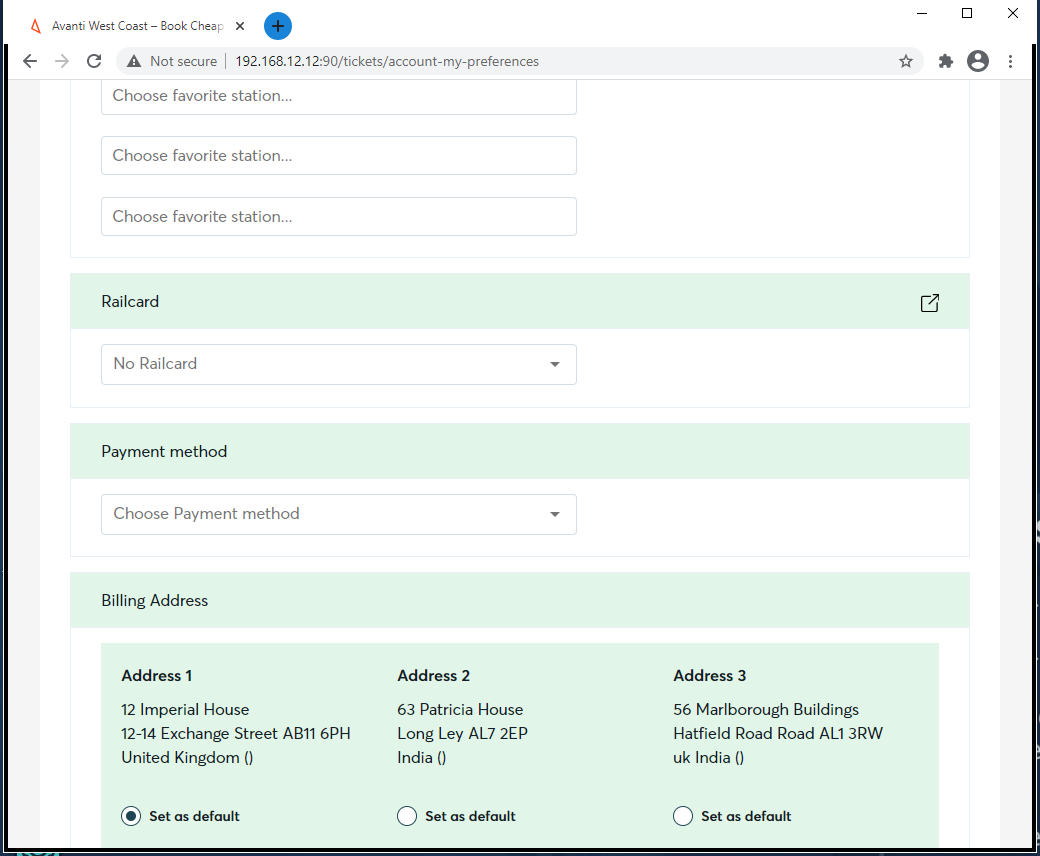 Avanti West Coast – Book Cheap
Not secure
192.168.12.12:90/tickets/account-my-preferences
Choose favorite station...
Choose favorite station...
Choose favorite station...
Railcard
No Railcard
Payment method
Choose Payment method
Billing Address
Address 1
12 Imperial House
12-14 Exchange Street AB11 6PH
United Kingdom ()
Set as default
Address 2
63 Patricia House
Long Ley AL7 2EP
India ()
Set as default
Address 3
56 Marlborough Buildings
Hatfield Road Road AL1 3RW
uk India ()
Set as default